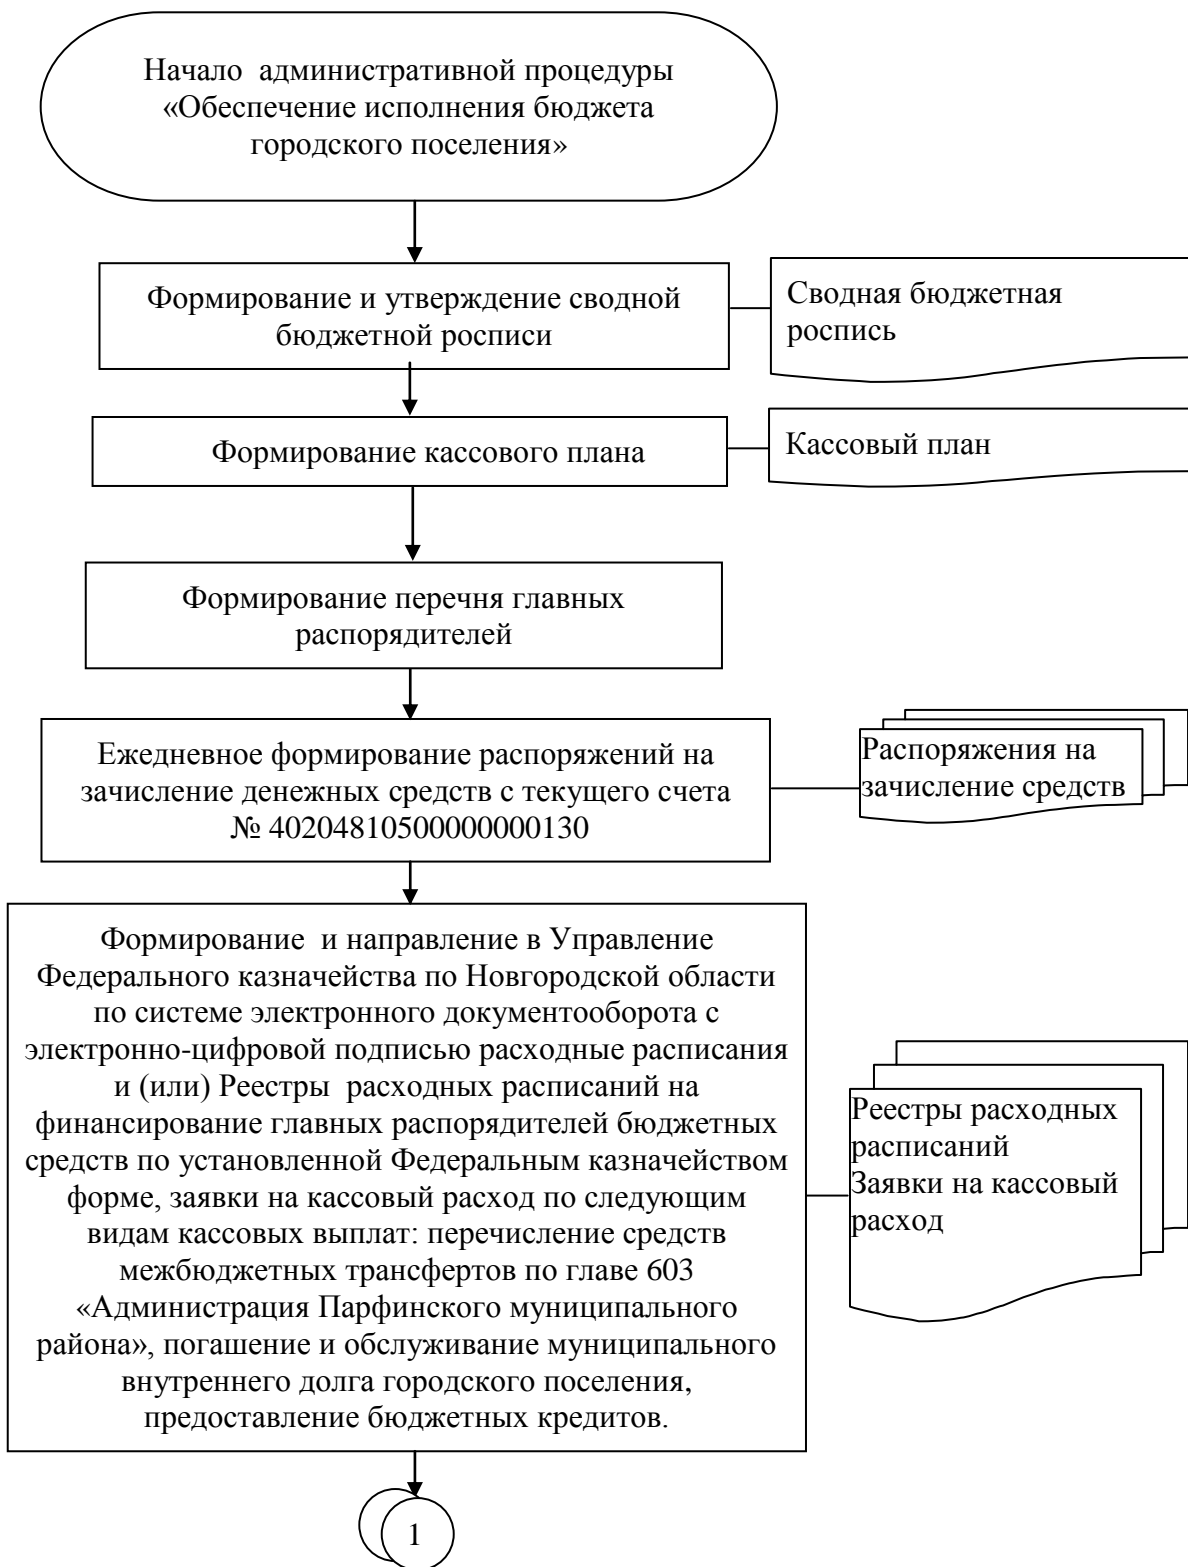 Начало административной процедуры
«Обеспечение исполнения бюджета
городского поселения»
Формирование и утверждение сводной
бюджетной росписи
Сводная бюджетная
роспись
Формирование кассового плана
Кассовый план
Формирование перечня главных
распорядителей
Ежедневное формирование распоряжений на
зачисление денежных средств с текущего счета
№ 40204810500000000130
Распоряжения на
зачисление средств
Формирование и направление в Управление
Федерального казначейства по Новгородской области
по системе электронного документооборота с
электронно-цифровой подписью расходные расписания
и (или) Реестры расходных расписаний на
финансирование главных распорядителей бюджетных
средств по установленной Федеральным казначейством
форме, заявки на кассовый расход по следующим
видам кассовых выплат: перечисление средств
межбюджетных трансфертов по главе 603
«Администрация Парфинского муниципального
района», погашение и обслуживание муниципального
внутреннего долга городского поселения,
предоставление бюджетных кредитов.
Реестры расходных
расписаний
Заявки на кассовый
расход
1